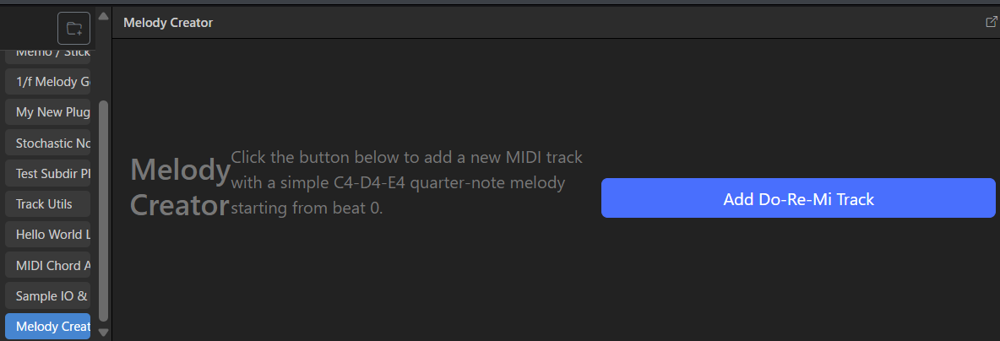 Melody Creator
Memo / Stick
1/f Melody G
My New Plug
Stochastic No
Test Subdir Pl
Track Utils
Hello World L
MIDI Chord A
Sample IO &
Melody Creat
Melody
Creator
Click the button below to add a new MIDI track
with a simple C4-D4-E4 quarter-note melody
starting from beat 0.
Add Do-Re-Mi Track